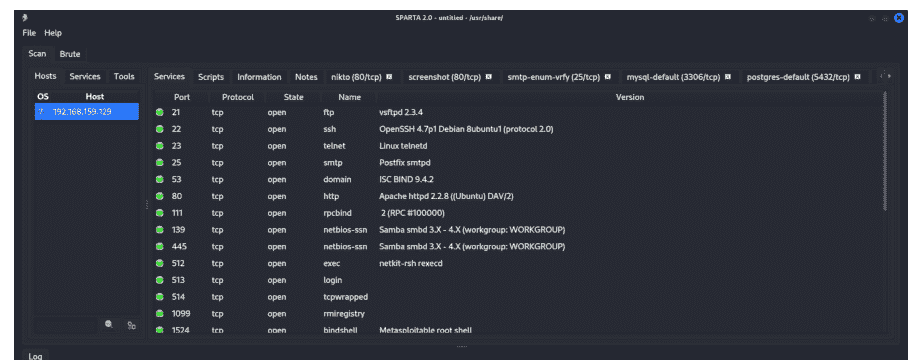 SPARTA 2.0 - untitled - /usr/share/
File Help
Scan Brute
Hosts Services Tools Services Scripts Information Notes nikto (80/tcp) screenshot (80/tcp) smtp-enum-vrfy (25/tcp) mysql-default (3306/tcp) postgres-default (5432/tcp)
OS Host Port Protocol State Name Version
? 192.168.159.129 21 tcp open ftp vsftpd 2.3.4
22 tcp open ssh OpenSSH 4.7p1 Debian 8ubuntu1 (protocol 2.0)
23 tcp open telnet Linux telnetd
25 tcp open smtp Postfix smtpd
53 tcp open domain ISC BIND 9.4.2
80 tcp open http Apache httpd 2.2.8 ((Ubuntu) DAV/2)
111 tcp open rpcbind 2 (RPC #100000)
139 tcp open netbios-ssn Samba smbd 3.X - 4.X (workgroup: WORKGROUP)
445 tcp open netbios-ssn Samba smbd 3.X - 4.X (workgroup: WORKGROUP)
512 tcp open exec netkit-rsh rexecd
513 tcp open login
514 tcp open tcpwrapped
1099 tcp open rmiregistry
1524 tcp open bindshell Metasploitable root shell
Log